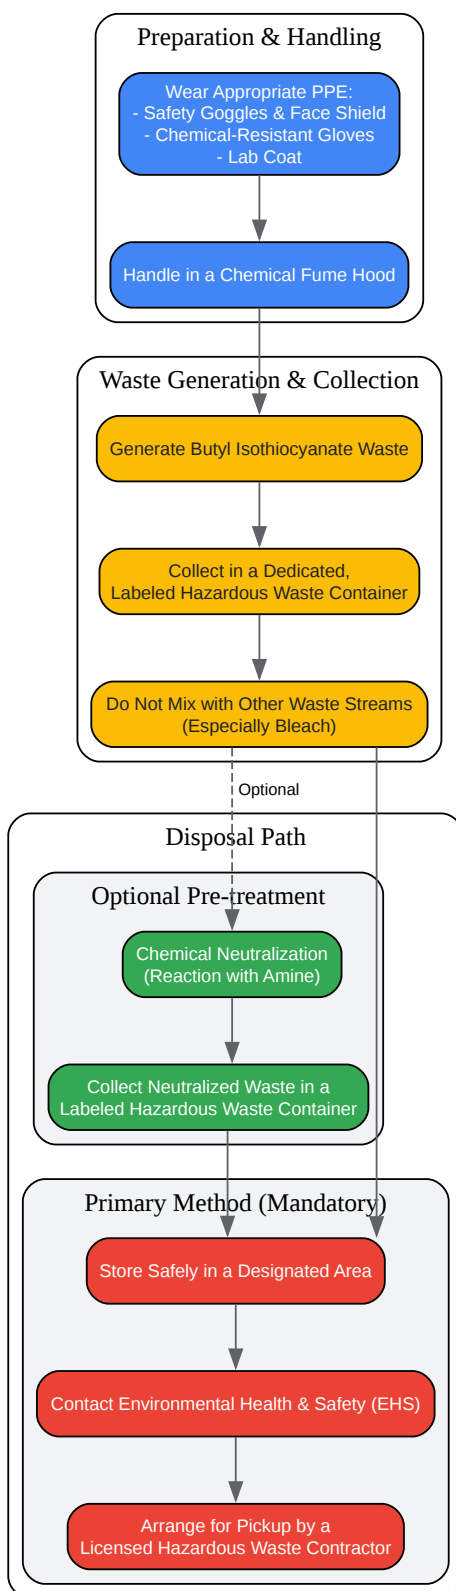 Preparation & Handling
Wear Appropriate PPE:
- Safety Goggles & Face Shield
- Chemical-Resistant Gloves
- Lab Coat
Handle in a Chemical Fume Hood
Waste Generation & Collection
Generate Butyl Isothiocyanate Waste
Collect in a Dedicated,
Labeled Hazardous Waste Container
Do Not Mix with Other Waste Streams
(Especially Bleach)
Optional
Disposal Path
Optional Pre-treatment
Chemical Neutralization
(Reaction with Amine)
Collect Neutralized Waste in a
Labeled Hazardous Waste Container
Primary Method (Mandatory)
Store Safely in a Designated Area
Contact Environmental Health & Safety (EHS)
Arrange for Pickup by a
Licensed Hazardous Waste Contractor